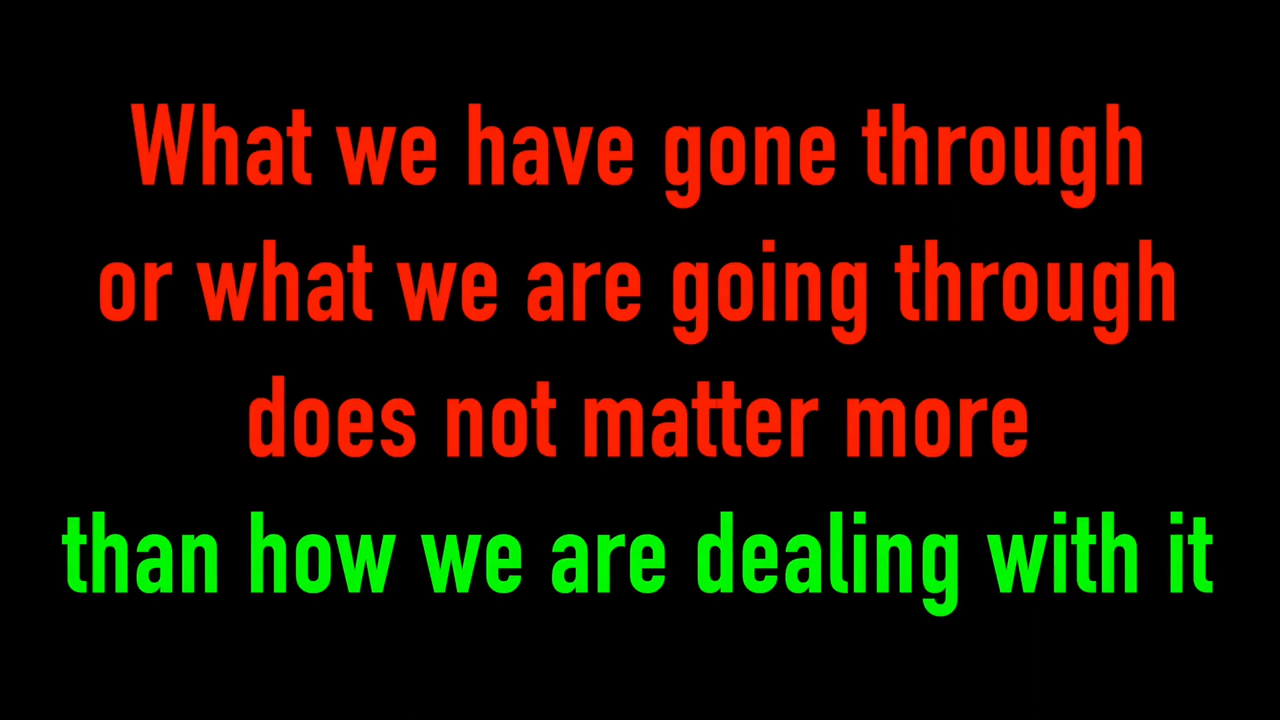 What we have gone through
or what we are going through
does not matter more
than how we are dealing with it